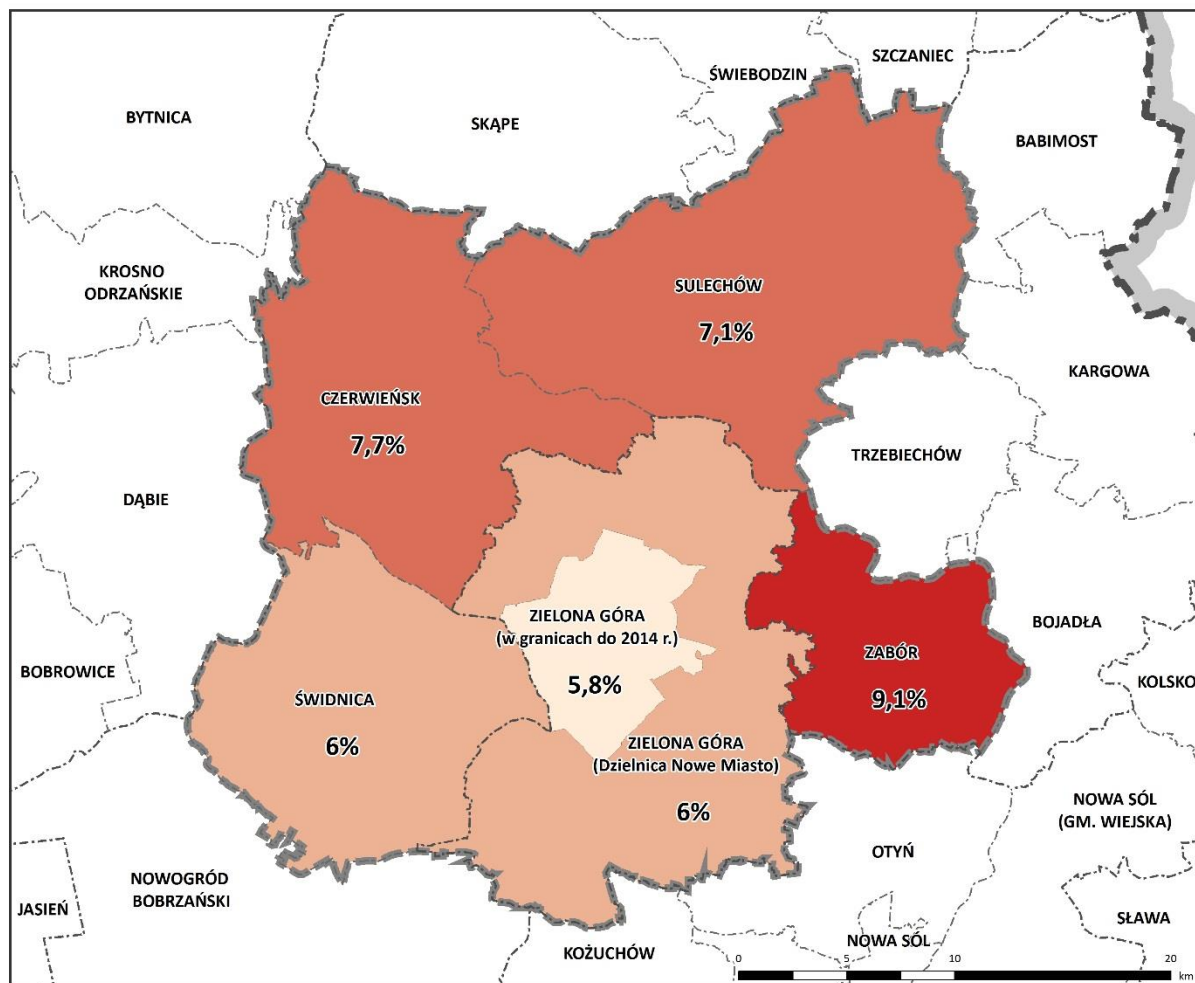 SZCZANIEC
ŚWIEBODZIN
BYTNICA
SKĄPE
BABIMOST
KROSNO
ODRZAŃSKIE
SULECHÓW
7,1%
KARGOWA
CZERWIEŃSK
7,7%
TRZEBIECHÓW
DĄBIE
ZIELONA GÓRA
(w granicach do 2014 r.)
5,8%
BOJADŁA
ZABÓR
9,1%
BOBROWICE
KOLSKO
ŚWIDNICA
6%
ZIELONA GÓRA
(Dzielnica Nowe Miasto)
6%
NOWA SÓL
(GM. WIEJSKA)
OTYŃ
NOWOGRÓD
BOBRZAŃSKI
JASIEŃ
SŁAWA
NOWA SÓL
KOŻUCHÓW
0 5 10 20
km